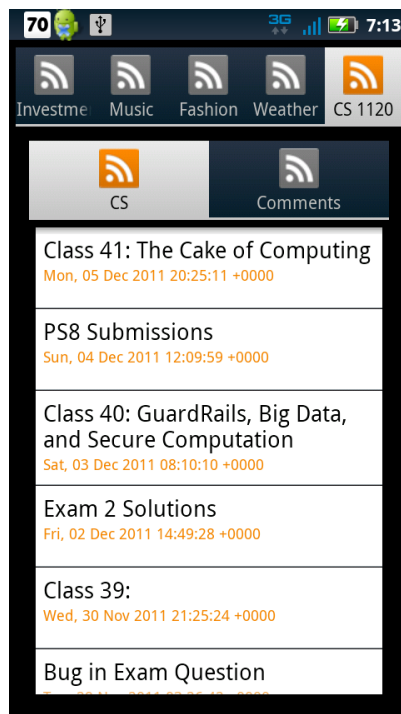 70 3G 7:13
Investme Music Fashion Weather CS 1120
CS Comments
Class 41: The Cake of Computing
Mon, 05 Dec 2011 20:25:11 +0000
PS8 Submissions
Sun, 04 Dec 2011 12:09:59 +0000
Class 40: GuardRails, Big Data,
and Secure Computation
Sat, 03 Dec 2011 08:10:10 +0000
Exam 2 Solutions
Fri, 02 Dec 2011 14:49:28 +0000
Class 39:
Wed, 30 Nov 2011 21:25:24 +0000
Bug in Exam Question